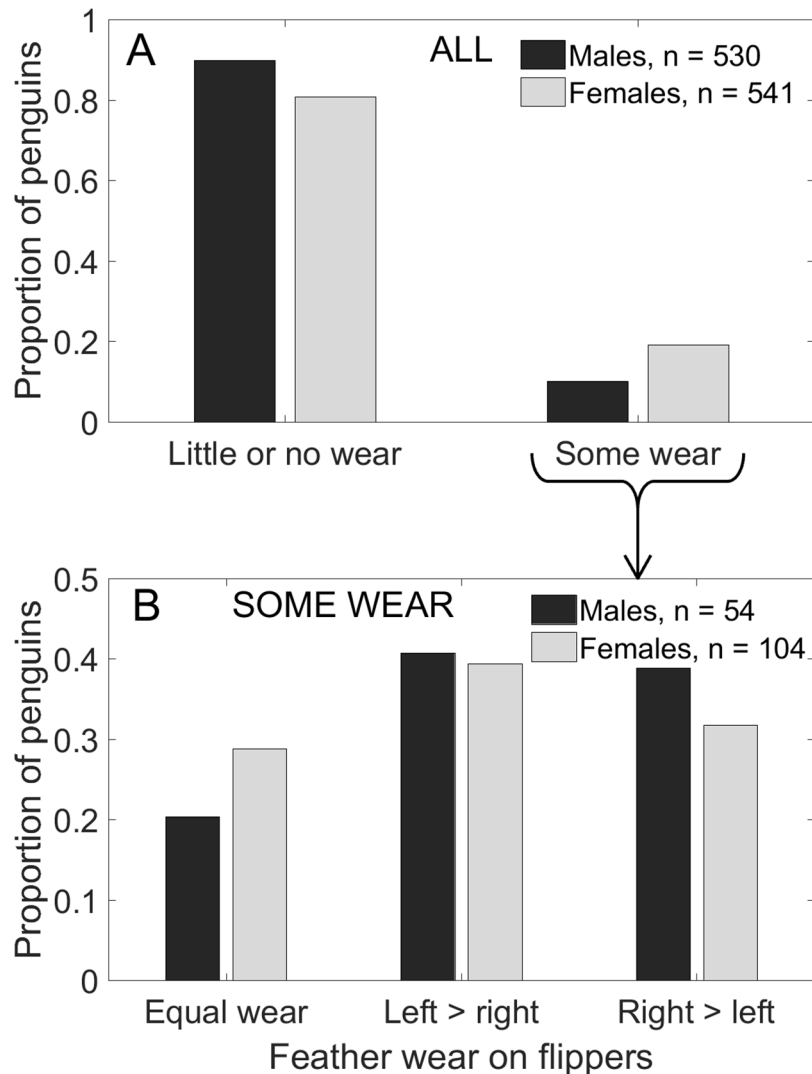 A
ALL
Males, n = 530
Females, n = 541
1
0.8
0.6
0.4
0.2
0
Proportion of penguins
Little or no wear
Some wear
B
SOME WEAR
Males, n = 54
Females, n = 104
0.5
0.4
0.3
0.2
0.1
0
Proportion of penguins
Equal wear
Left > right
Right > left
Feather wear on flippers